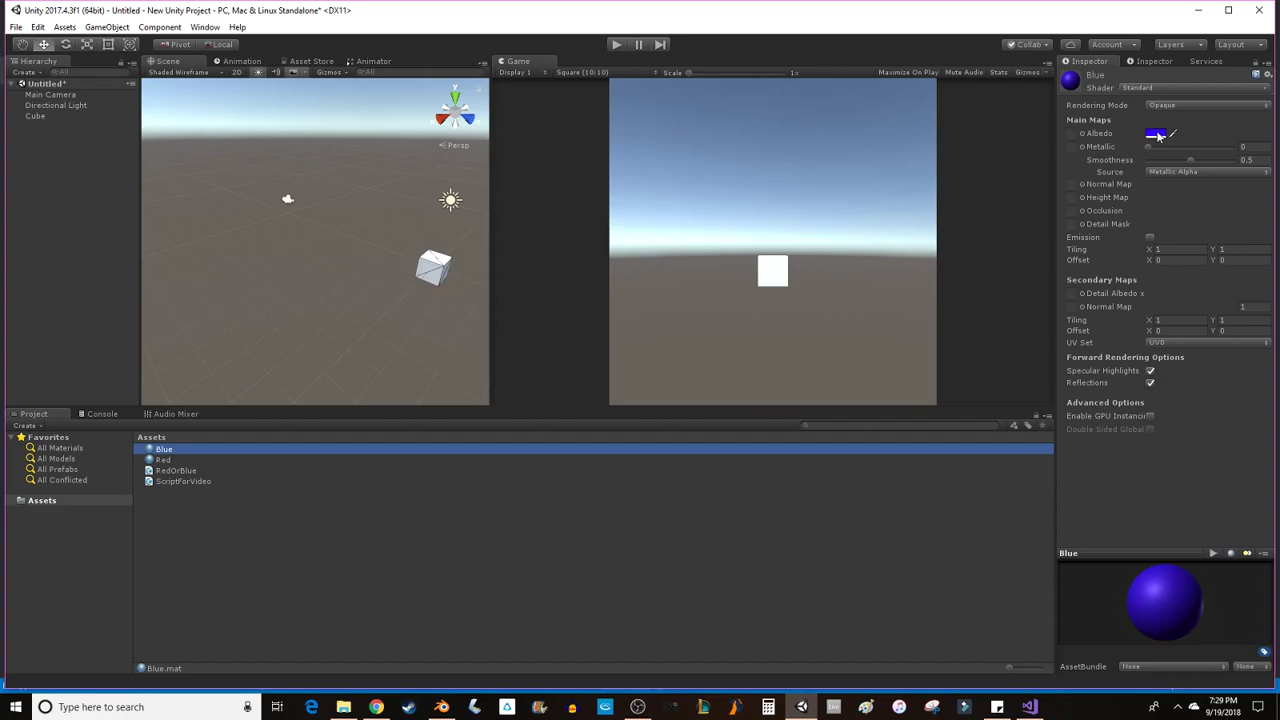 Unity 2017.4.3f1 (64bit) - Untitled - New Unity Project - PC, Mac & Linux Standalone* <DX11>
File Edit Assets GameObject Component Window Help
Pivot Local Collab Account Layers Layout
Hierarchy Scene Animation Asset Store Animator Game Inspector Inspector Services
Create All Shaded Wireframe 2D Gizmos All Display 1 Square (10:10) Scale 1x Maximize On Play Mute Audio Stats Gizmos
Untitled*
Main Camera
Directional Light
Cube
y
Persp
Blue
Shader Standard
Rendering Mode Opaque
Main Maps
Albedo
Metallic 0
Smoothness 0.5
Source Metallic Alpha
Normal Map
Height Map
Occlusion
Detail Mask
Emission
Tiling X 1 Y 1
Offset X 0 Y 0
Secondary Maps
Detail Albedo x
Normal Map 1
Tiling X 1 Y 1
Offset X 0 Y 0
UV Set UV0
Forward Rendering Options
Specular Highlights
Reflections
Advanced Options
Enable GPU Instancin
Double Sided Global
Project Console Audio Mixer
Create
Favorites
All Materials
All Models
All Prefabs
All Conflicted
Assets
Assets
Blue
Red
RedOrBlue
ScriptForVideo
Blue.mat
Blue
AssetBundle None None
Type here to search
7:29 PM
9/19/2018